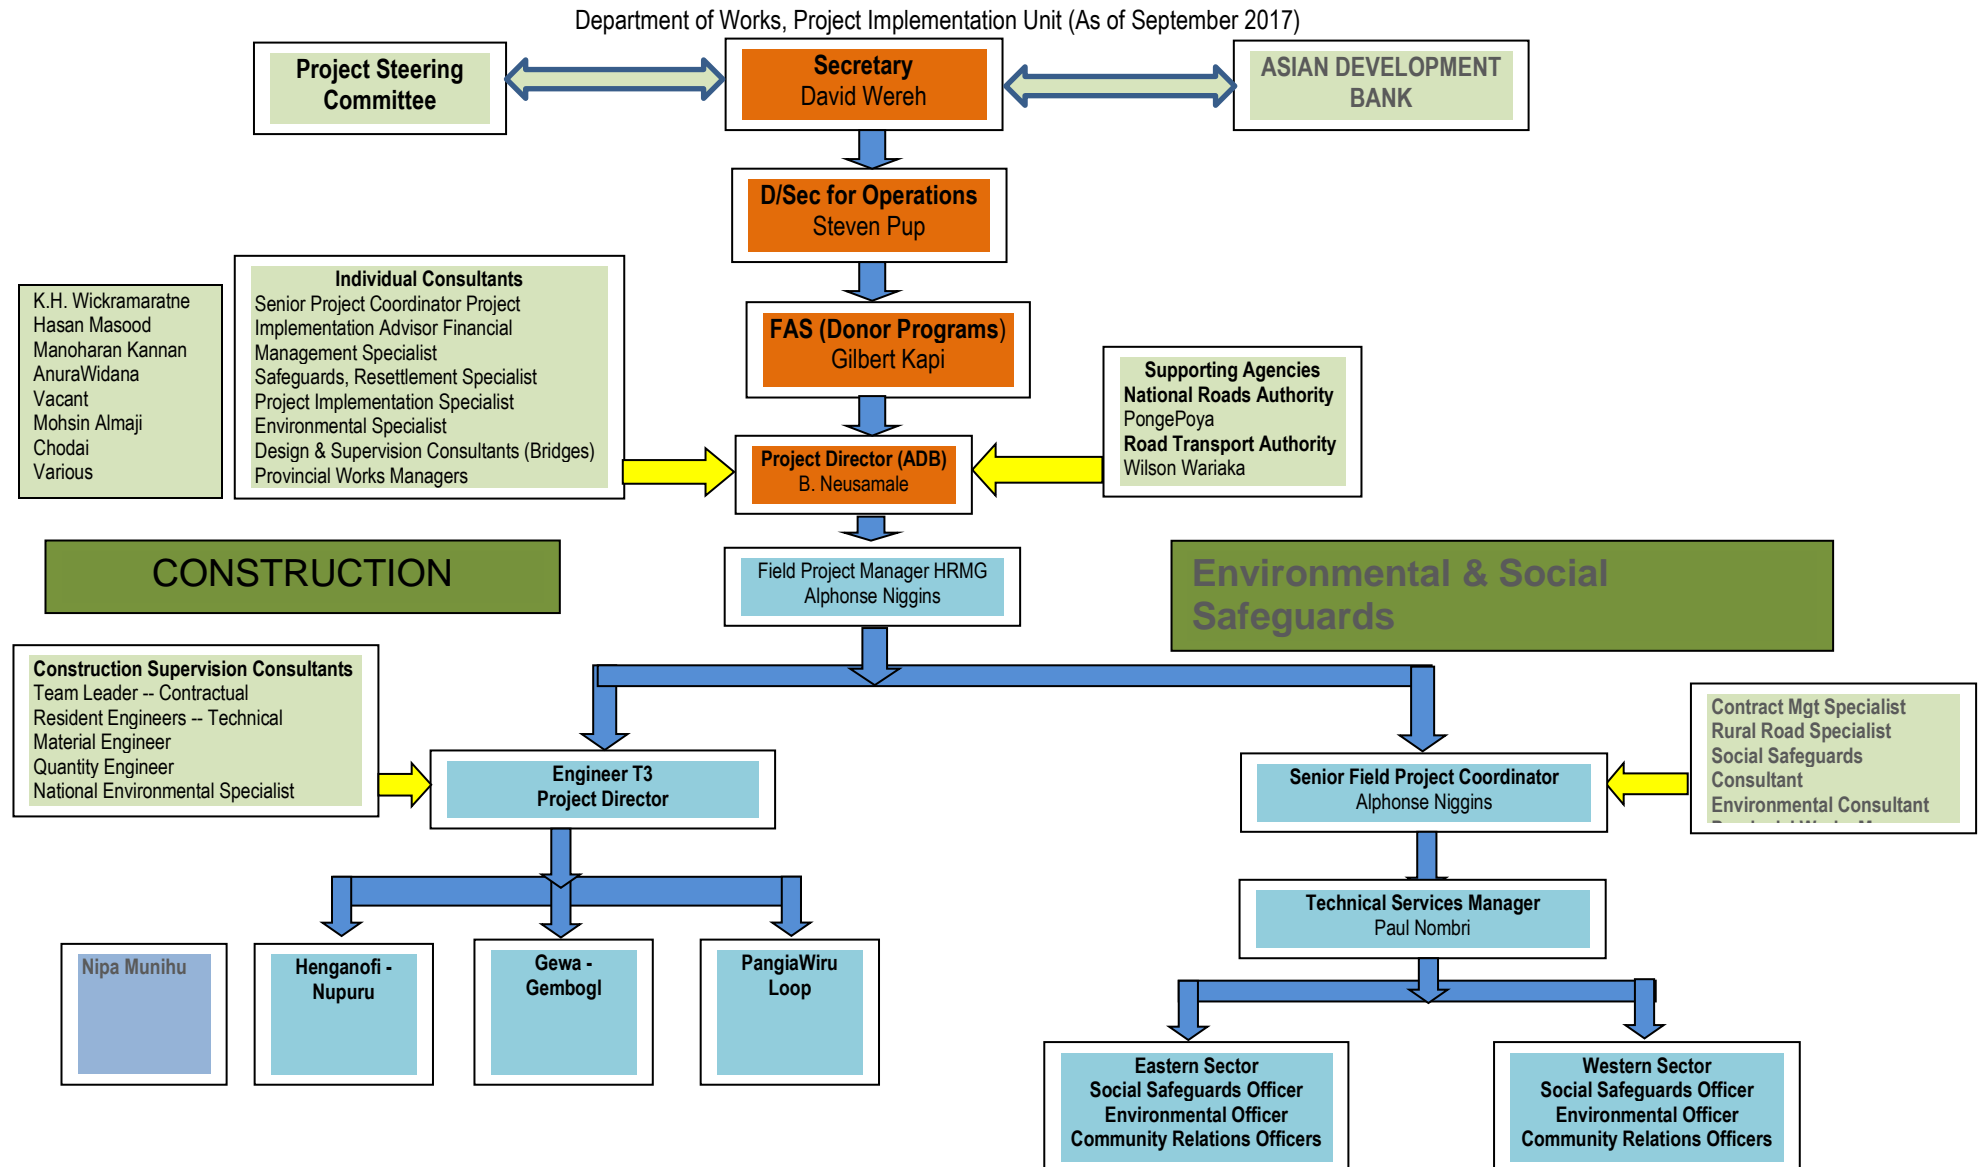 Department of Works, Project Implementation Unit (As of September 2017)
Project Steering
Committee
Secretary
David Wereh
ASIAN DEVELOPMENT
BANK
D/Sec for Operations
Steven Pup
K.H. Wickramaratne
Hasan Masood
Manoharan Kannan
AnuraWidana
Vacant
Mohsin Almaji
Chodai
Various
Individual Consultants
Senior Project Coordinator Project
Implementation Advisor Financial
Management Specialist
Safeguards, Resettlement Specialist
Project Implementation Specialist
Environmental Specialist
Design & Supervision Consultants (Bridges)
Provincial Works Managers
FAS (Donor Programs)
Gilbert Kapi
Supporting Agencies
National Roads Authority
PongePoya
Road Transport Authority
Wilson Wariaka
Project Director (ADB)
B. Neusamale
CONSTRUCTION
Field Project Manager HRMG
Alphonse Niggins
Environmental & Social
Safeguards
Construction Supervision Consultants
Team Leader -- Contractual
Resident Engineers -- Technical
Material Engineer
Quantity Engineer
National Environmental Specialist
Engineer T3
Project Director
Senior Field Project Coordinator
Alphonse Niggins
Contract Mgt Specialist
Rural Road Specialist
Social Safeguards
Consultant
Environmental Consultant
Technical Services Manager
Paul Nombri
Nipa Munihu
Henganofi -
Nupuru
Gewa -
Gembogl
PangiaWiru
Loop
Eastern Sector
Social Safeguards Officer
Environmental Officer
Community Relations Officers
Western Sector
Social Safeguards Officer
Environmental Officer
Community Relations Officers